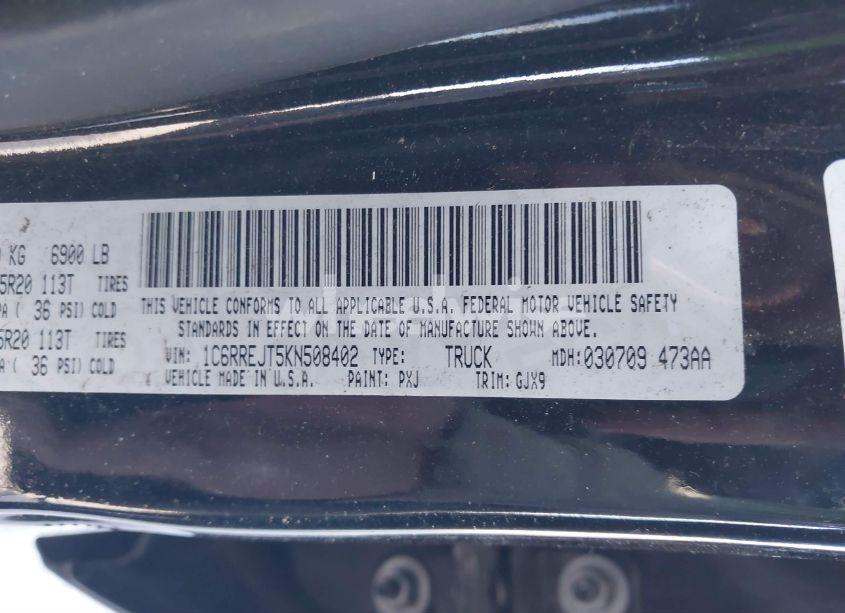 KG 6900 LB
5R20 113T TIRES
PA ( 36 PSI) COLD
5R20 113T TIRES
PA ( 36 PSI) COLD
THIS VEHICLE CONFORMS TO ALL APPLICABLE U.S.A. FEDERAL MOTOR VEHICLE SAFETY
STANDARDS IN EFFECT ON THE DATE OF MANUFACTURE SHOWN ABOVE.
VIN: 1C6RREJT5KN508402 TYPE: TRUCK MDH:030709 473AA
VEHICLE MADE IN U.S.A. PAINT: PXJ TRIM: GJX9